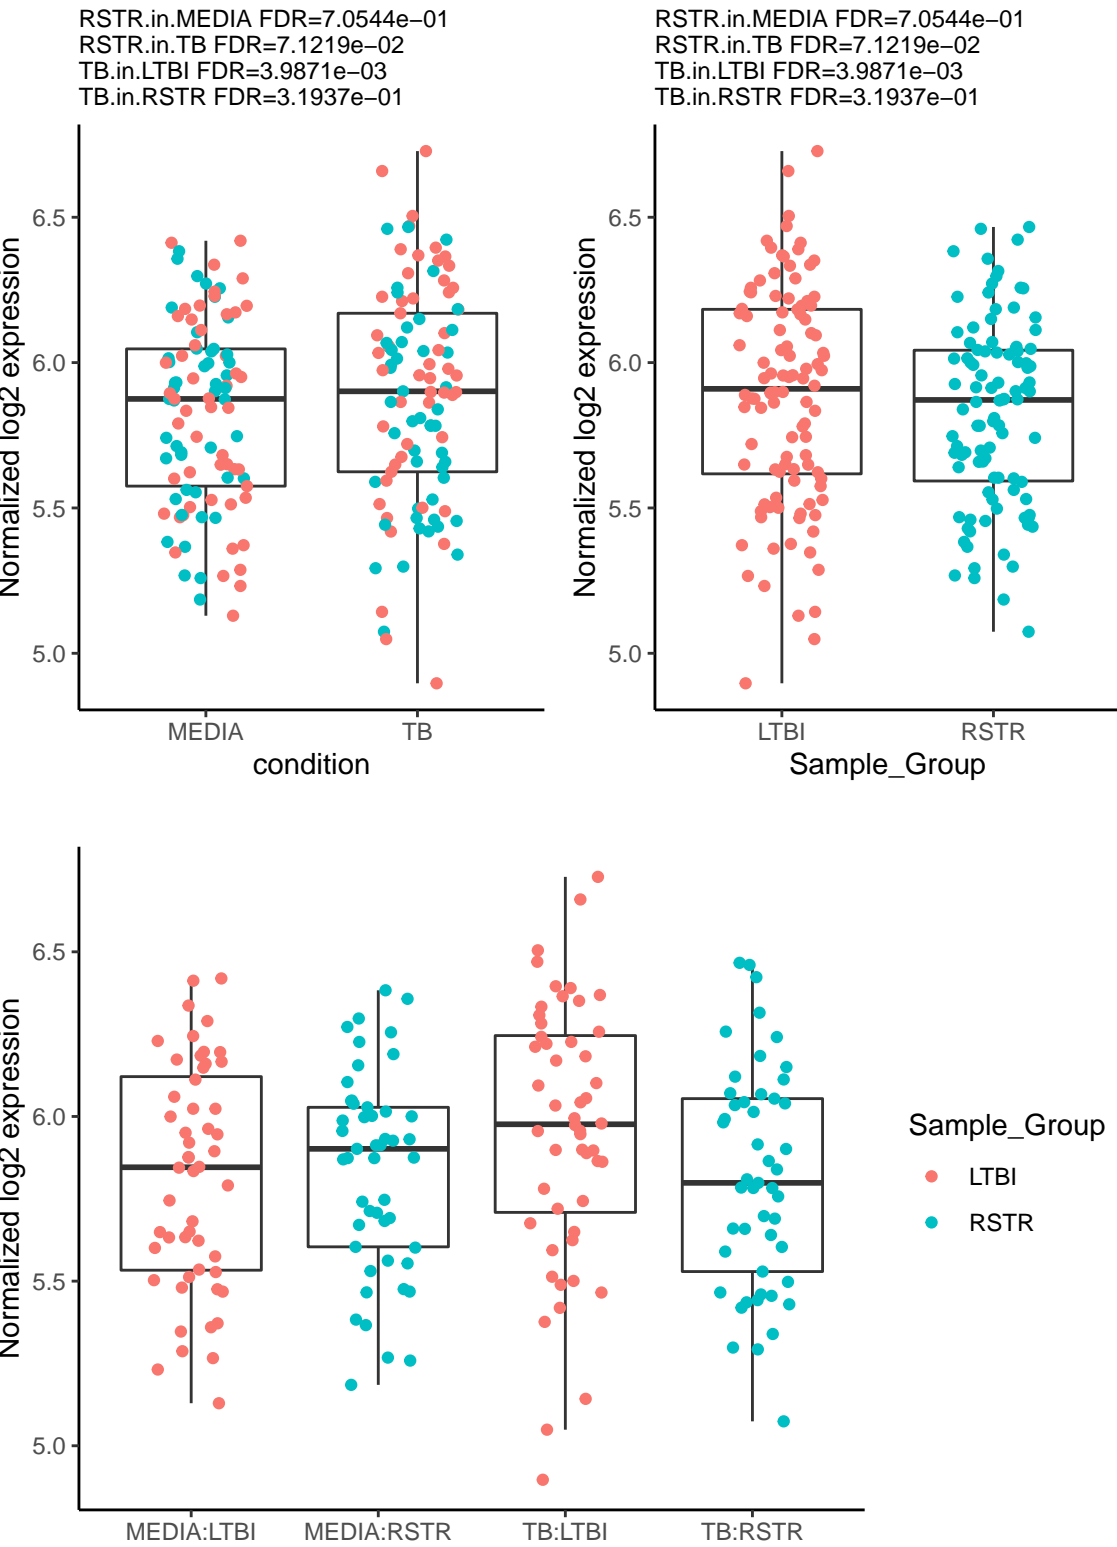 RSTR.in.MEDIA FDR=7.0544e−01
RSTR.in.TB FDR=7.1219e−02
TB.in.LTBI FDR=3.9871e−03
TB.in.RSTR FDR=3.1937e−01
Normalized log2 expression
6.5
6.0
5.5
5.0
MEDIA
TB
condition
RSTR.in.MEDIA FDR=7.0544e−01
RSTR.in.TB FDR=7.1219e−02
TB.in.LTBI FDR=3.9871e−03
TB.in.RSTR FDR=3.1937e−01
Normalized log2 expression
6.5
6.0
5.5
5.0
LTBI
RSTR
Sample_Group
Normalized log2 expression
6.5
6.0
5.5
5.0
MEDIA:LTBI
MEDIA:RSTR
TB:LTBI
TB:RSTR
Sample_Group
LTBI
RSTR